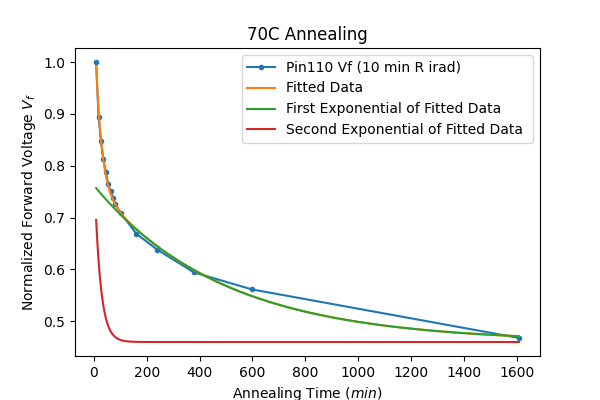 70C Annealing
Pin110 Vf (10 min R irad)
Fitted Data
First Exponential of Fitted Data
Second Exponential of Fitted Data
Normalized Forward Voltage V_f
1.0
0.9
0.8
0.7
0.6
0.5
0 200 400 600 800 1000 1200 1400 1600
Annealing Time (min)